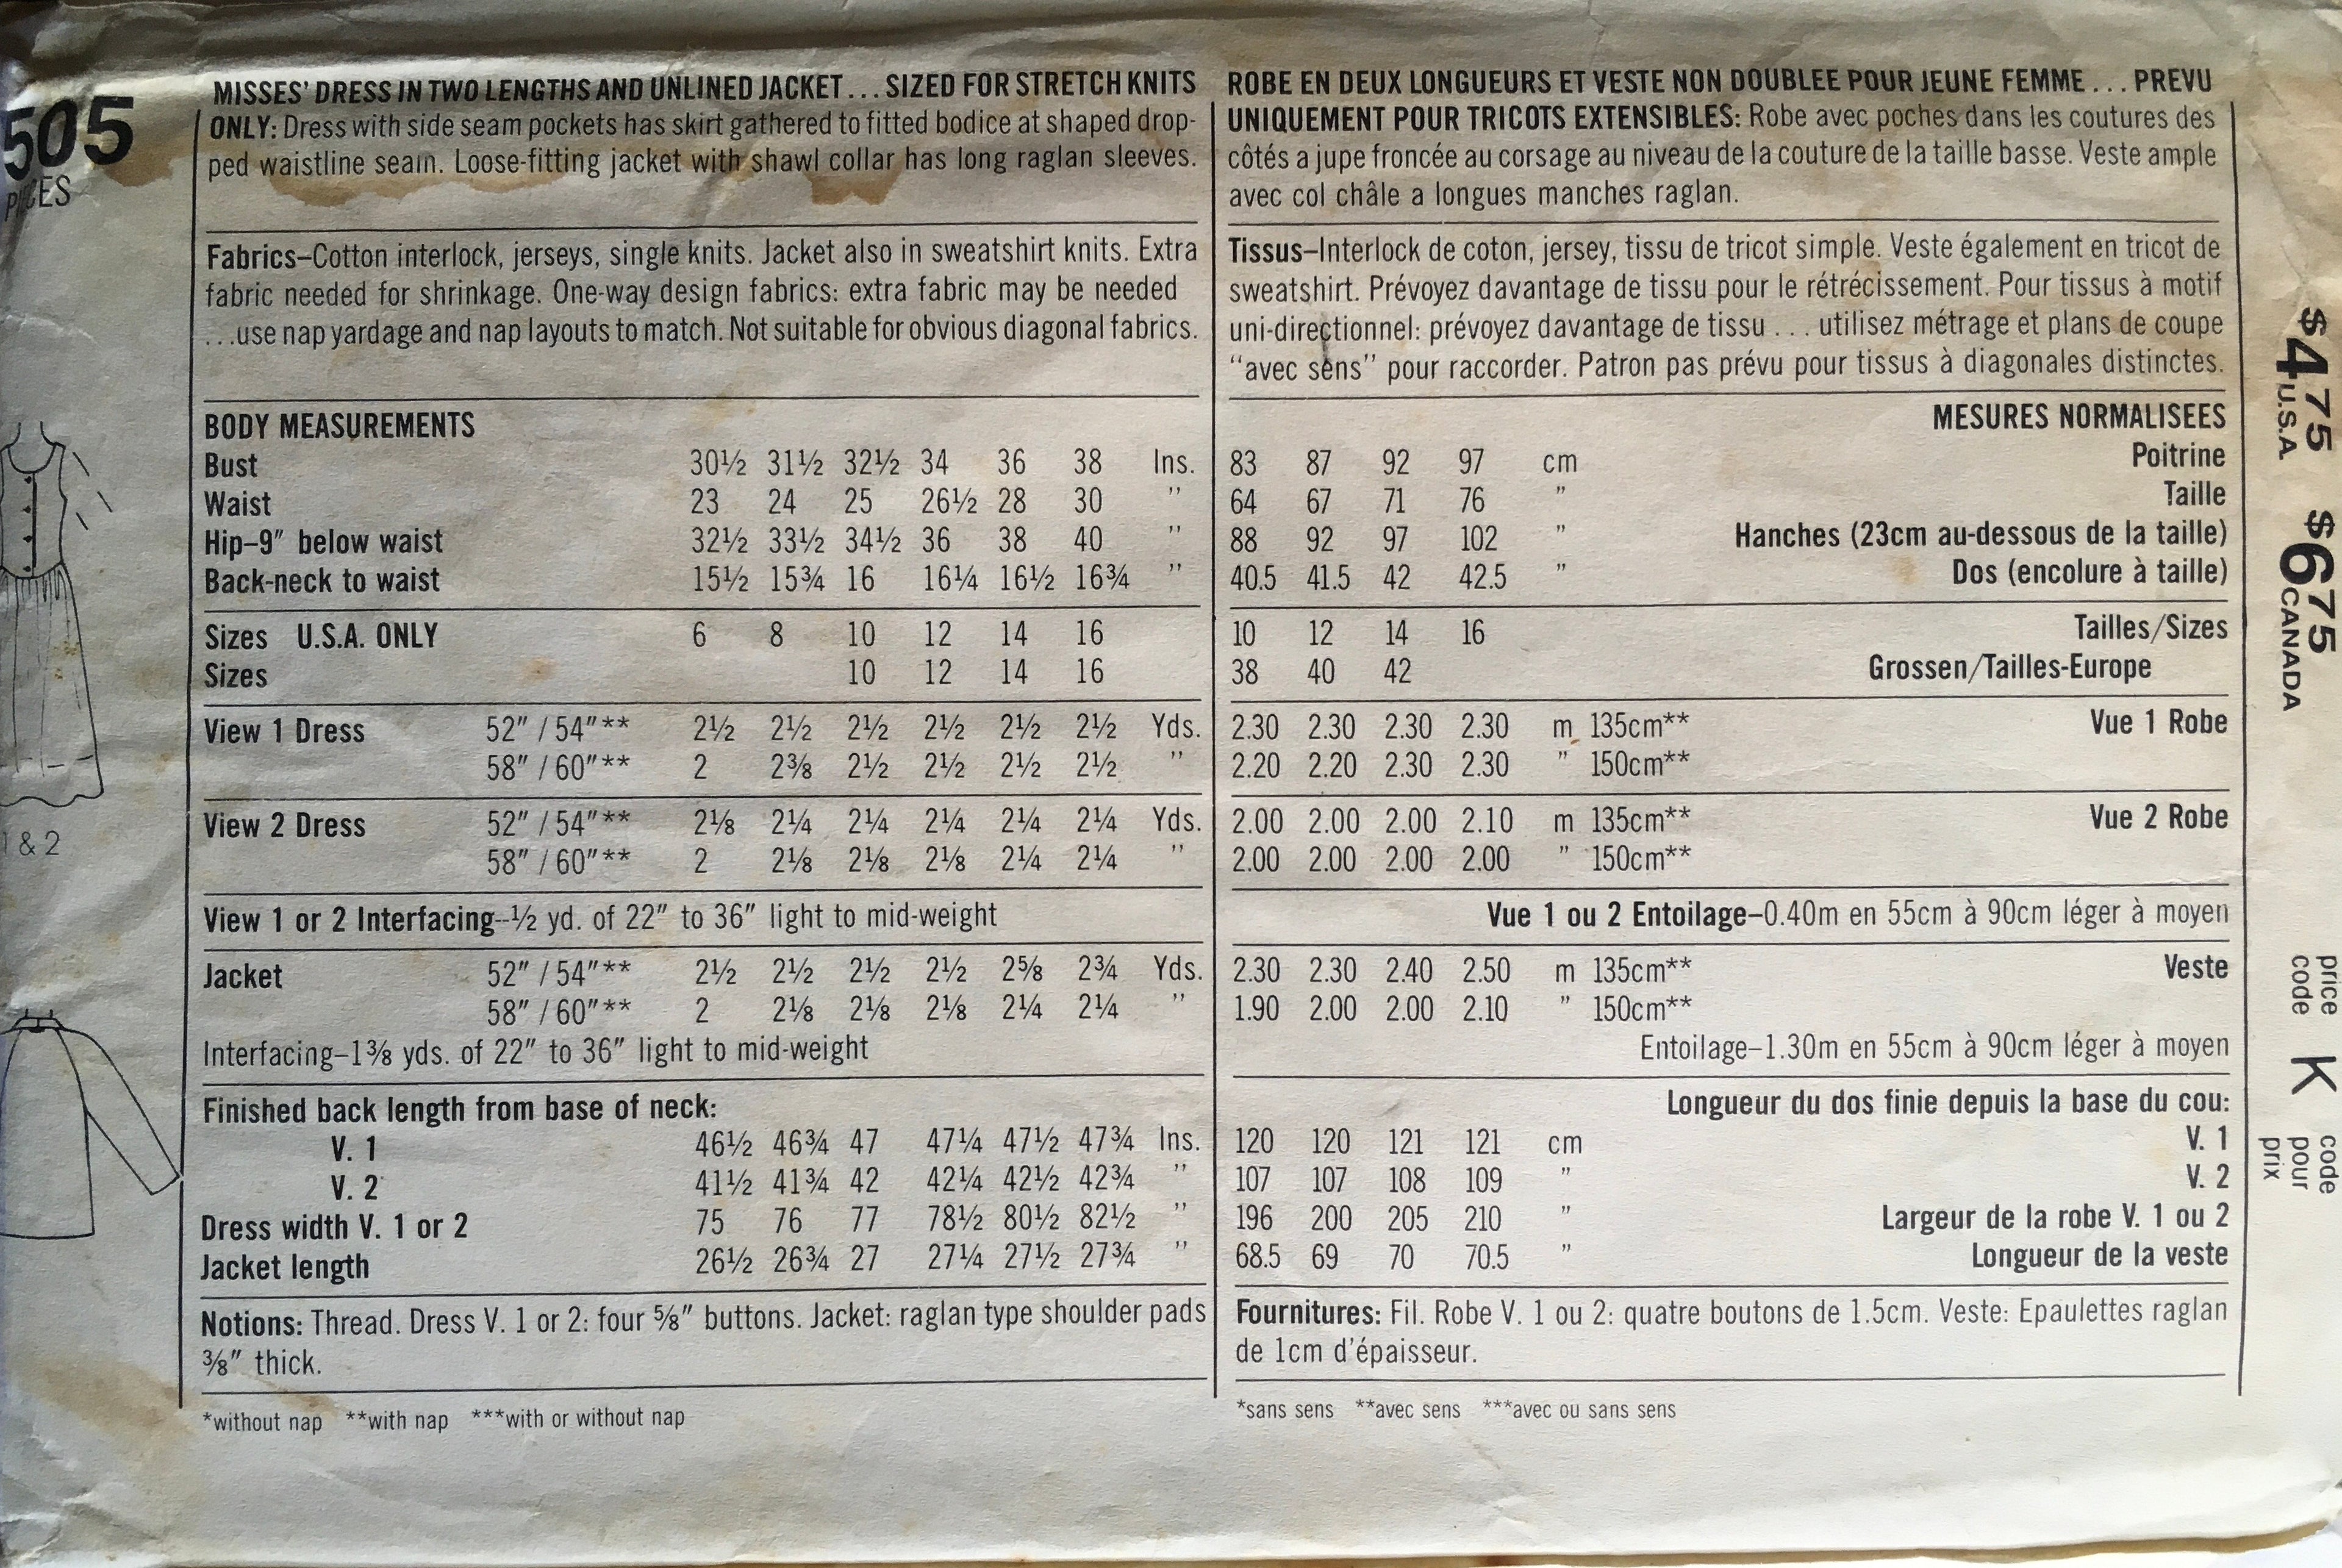 505
PIECES
1 & 2
MISSES' DRESS IN TWO LENGTHS AND UNLINED JACKET... SIZED FOR STRETCH KNITS
ONLY: Dress with side seam pockets has skirt gathered to fitted bodice at shaped drop-
ped waistline seam. Loose-fitting jacket with shawl collar has long raglan sleeves.
Fabrics–Cotton interlock, jerseys, single knits. Jacket also in sweatshirt knits. Extra
fabric needed for shrinkage. One-way design fabrics: extra fabric may be needed
...use nap yardage and nap layouts to match. Not suitable for obvious diagonal fabrics.
BODY MEASUREMENTS
Bust 30½ 31½ 32½ 34 36 38 Ins.
Waist 23 24 25 26½ 28 30 "
Hip–9" below waist 32½ 33½ 34½ 36 38 40 "
Back-neck to waist 15½ 15¾ 16 16¼ 16½ 16¾ "
Sizes U.S.A. ONLY 6 8 10 12 14 16
Sizes 10 12 14 16
View 1 Dress 52" / 54"** 2½ 2½ 2½ 2½ 2½ 2½ Yds.
58" / 60"** 2 2⅜ 2½ 2½ 2½ 2½ "
View 2 Dress 52" / 54"** 2⅛ 2¼ 2¼ 2¼ 2¼ 2¼ Yds.
58" / 60"** 2 2⅛ 2⅛ 2⅛ 2¼ 2¼ "
View 1 or 2 Interfacing--½ yd. of 22" to 36" light to mid-weight
Jacket 52" / 54"** 2½ 2½ 2½ 2½ 2⅝ 2¾ Yds.
58" / 60"** 2 2⅛ 2⅛ 2⅛ 2¼ 2¼ "
Interfacing–1⅜ yds. of 22" to 36" light to mid-weight
Finished back length from base of neck:
V. 1 46½ 46¾ 47 47¼ 47½ 47¾ Ins.
V. 2 41½ 41¾ 42 42¼ 42½ 42¾ "
Dress width V. 1 or 2 75 76 77 78½ 80½ 82½ "
Jacket length 26½ 26¾ 27 27¼ 27½ 27¾ "
Notions: Thread. Dress V. 1 or 2: four ⅝" buttons. Jacket: raglan type shoulder pads
⅜" thick.
*without nap **with nap ***with or without nap
ROBE EN DEUX LONGUEURS ET VESTE NON DOUBLEE POUR JEUNE FEMME... PREVU
UNIQUEMENT POUR TRICOTS EXTENSIBLES: Robe avec poches dans les coutures des
côtés a jupe froncée au corsage au niveau de la couture de la taille basse. Veste ample
avec col châle a longues manches raglan.
Tissus–Interlock de coton, jersey, tissu de tricot simple. Veste également en tricot de
sweatshirt. Prévoyez davantage de tissu pour le rétrécissement. Pour tissus à motif
uni-directionnel: prévoyez davantage de tissu... utilisez métrage et plans de coupe
"avec sens" pour raccorder. Patron pas prévu pour tissus à diagonales distinctes.
MESURES NORMALISEES
83 87 92 97 cm Poitrine
64 67 71 76 " Taille
88 92 97 102 " Hanches (23cm au-dessous de la taille)
40.5 41.5 42 42.5 " Dos (encolure à taille)
10 12 14 16 Tailles/Sizes
38 40 42 Grossen/Tailles-Europe
2.30 2.30 2.30 2.30 m 135cm** Vue 1 Robe
2.20 2.20 2.30 2.30 " 150cm**
2.00 2.00 2.00 2.10 m 135cm** Vue 2 Robe
2.00 2.00 2.00 2.00 " 150cm**
Vue 1 ou 2 Entoilage–0.40m en 55cm à 90cm léger à moyen
2.30 2.30 2.40 2.50 m 135cm** Veste
1.90 2.00 2.00 2.10 " 150cm**
Entoilage–1.30m en 55cm à 90cm léger à moyen
Longueur du dos finie depuis la base du cou:
120 120 121 121 cm V. 1
107 107 108 109 " V. 2
196 200 205 210 " Largeur de la robe V. 1 ou 2
68.5 69 70 70.5 " Longueur de la veste
Fournitures: Fil. Robe V. 1 ou 2: quatre boutons de 1.5cm. Veste: Epaulettes raglan
de 1cm d'épaisseur.
*sans sens **avec sens ***avec ou sans sens
$4 75 U.S.A.
$6 75 CANADA
price
code
K
code
pour
prix